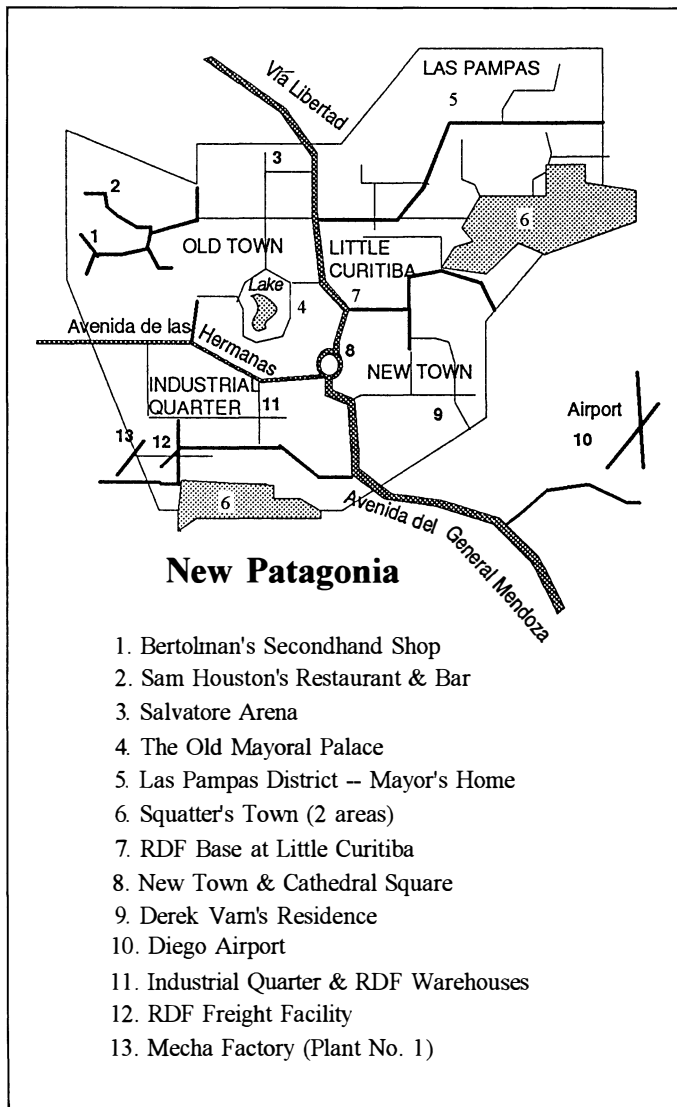 Vía Libertad
LAS PAMPAS
5
3
2
6
1
OLD TOWN
LITTLE
CURITIBA
Lake
4
7
Avenida de las Hermanas
8
INDUSTRIAL
QUARTER
11
NEW TOWN
9
Airport
10
13
12
6
Avenida del General Mendoza
New Patagonia
1. Bertolman's Secondhand Shop
2. Sam Houston's Restaurant & Bar
3. Salvatore Arena
4. The Old Mayoral Palace
5. Las Pampas District -- Mayor's Home
6. Squatter's Town (2 areas)
7. RDF Base at Little Curitiba
8. New Town & Cathedral Square
9. Derek Varn's Residence
10. Diego Airport
11. Industrial Quarter & RDF Warehouses
12. RDF Freight Facility
13. Mecha Factory (Plant No. 1)